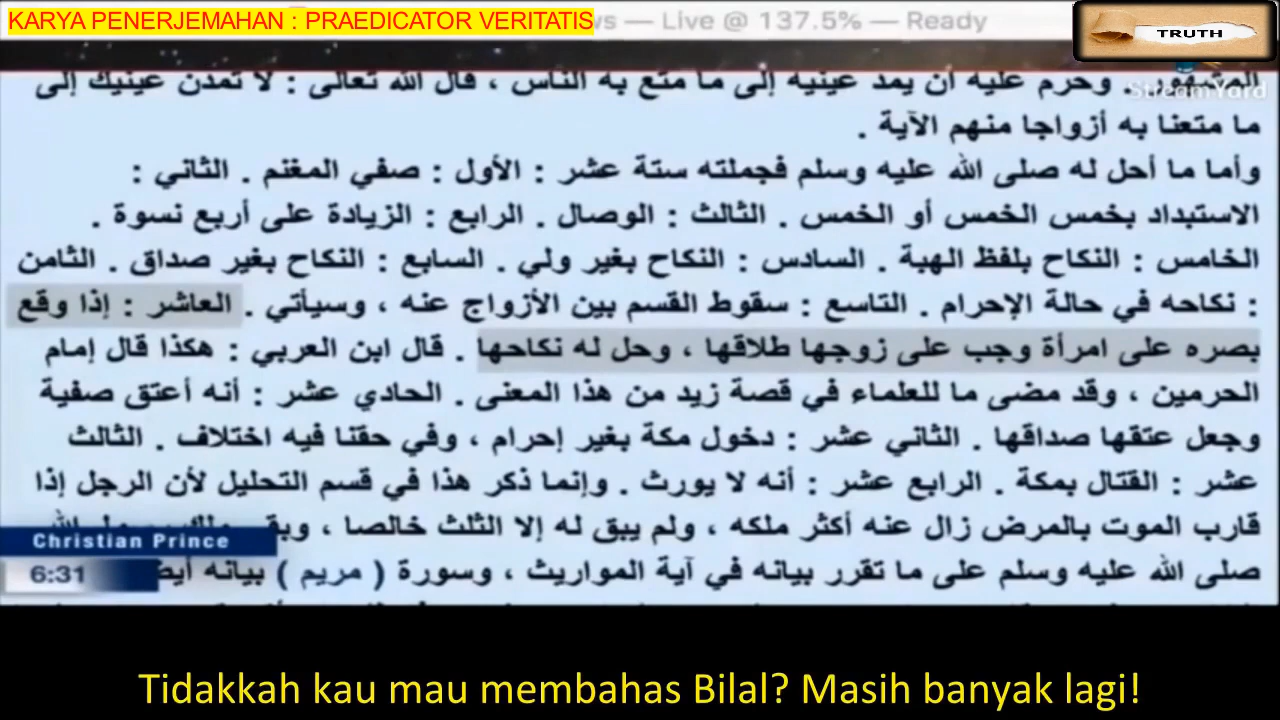 KARYA PENERJEMAHAN : PRAEDICATOR VERITATIS
vs — Live @ 137.5% — Ready
TRUTH
StreamYard
المشهور . وحرم عليه أن يمد عينيه إلى ما متع به الناس ، قال الله تعالى : لا تمدن عينيك إلى
ما متعنا به أزواجا منهم الآية .
وأما ما أحل له صلى الله عليه وسلم فجملته ستة عشر : الأول : صفي المغنم . الثاني :
الاستبداد بخمس الخمس أو الخمس . الثالث : الوصال . الرابع : الزيادة على أربع نسوة .
الخامس : النكاح بلفظ الهبة . السادس : النكاح بغير ولي . السابع : النكاح بغير صداق . الثامن
: نكاحه في حالة الإحرام . التاسع : سقوط القسم بين الأزواج عنه ، وسيأتي . العاشر : إذا وقع
بصره على امرأة وجب على زوجها طلاقها ، وحل له نكاحها . قال ابن العربي : هكذا قال إمام
الحرمين ، وقد مضى ما للعلماء في قصة زيد من هذا المعنى . الحادي عشر : أنه أعتق صفية
وجعل عتقها صداقها . الثاني عشر : دخول مكة بغير إحرام ، وفي حقنا فيه اختلاف . الثالث
عشر : القتال بمكة . الرابع عشر : أنه لا يورث . وإنما ذكر هذا في قسم التحليل لأن الرجل إذا
قارب الموت بالمرض زال عنه أكثر ملكه ، ولم يبق له إلا الثلث خالصا ، الله
صلى الله عليه وسلم على ما تقرر بيانه في آية المواريث ، وسورة ( مريم ) بيانه
Christian Prince
6:31
Tidakkah kau mau membahas Bilal? Masih banyak lagi!